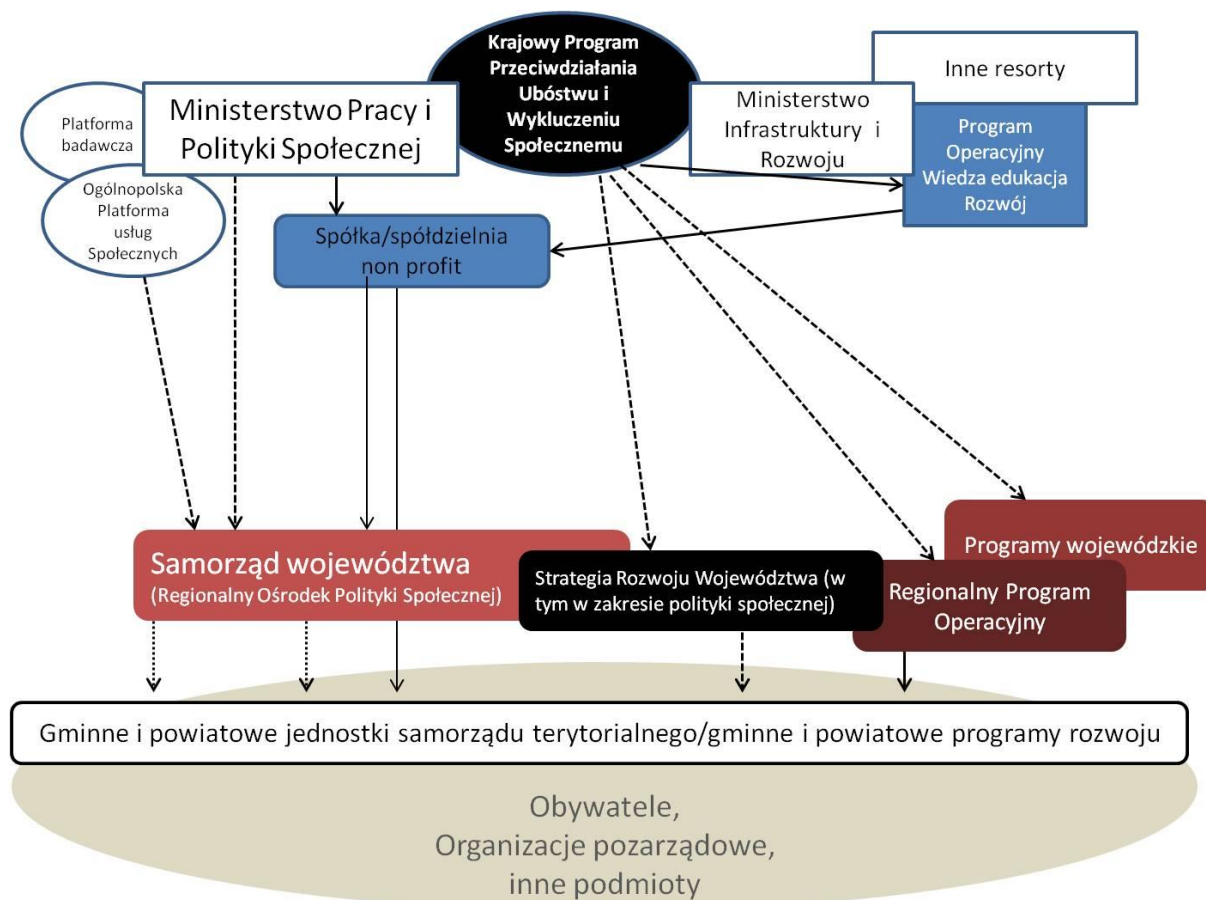 Krajowy Program
Przeciwdziałania
Ubóstwu i
Wykluczeniu
Społecznemu
Inne resorty
Platforma
badawcza
Ministerstwo Pracy i
Polityki Społecznej
Ministerstwo
Infrastruktury i
Rozwoju
Program
Operacyjny
Wiedza edukacja
Rozwój
Ogólnopolska
Platforma
usług
Społecznych
Spółka/spółdzielnia
non profit
Samorząd województwa
(Regionalny Ośrodek Polityki Społecznej)
Strategia Rozwoju Województwa (w
tym w zakresie polityki społecznej)
Programy wojewódzkie
Regionalny Program
Operacyjny
Gminne i powiatowe jednostki samorządu terytorialnego/gminne i powiatowe programy rozwoju
Obywatele,
Organizacje pozarządowe,
inne podmioty